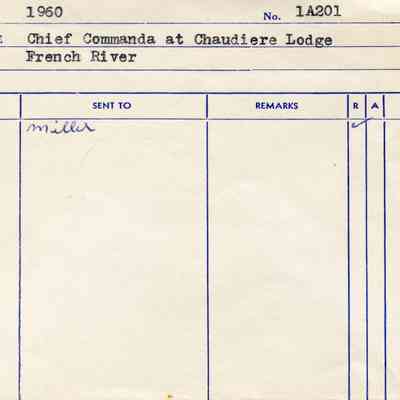 1960 No. 1A201
Chief Commanda at Chaudiere Lodge
French River
SENT TO REMARKS R A
Miller